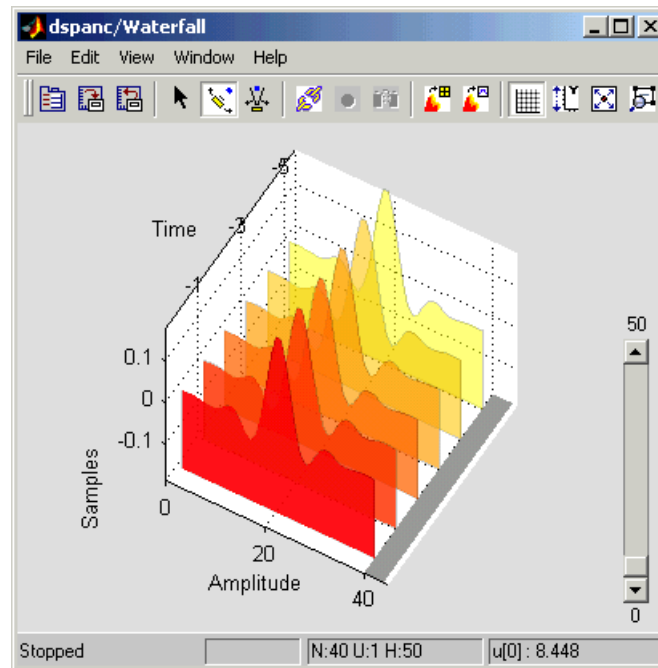 dspanc/Waterfall
File Edit View Window Help
-5
Time
-3
-1
50
0.1
0
-0.1
Samples
0
20
Amplitude
40
0
Stopped
N:40 U:1 H:50
u[0] : 8.448